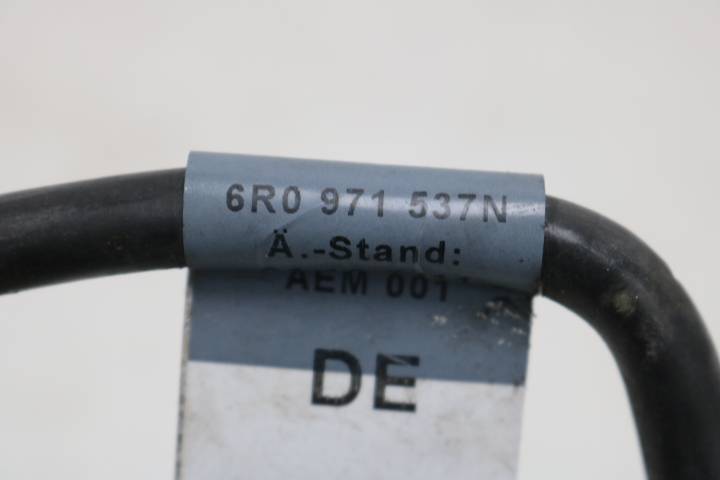 6R0 971 537N
Ä.-Stand:
AEM 001
DE